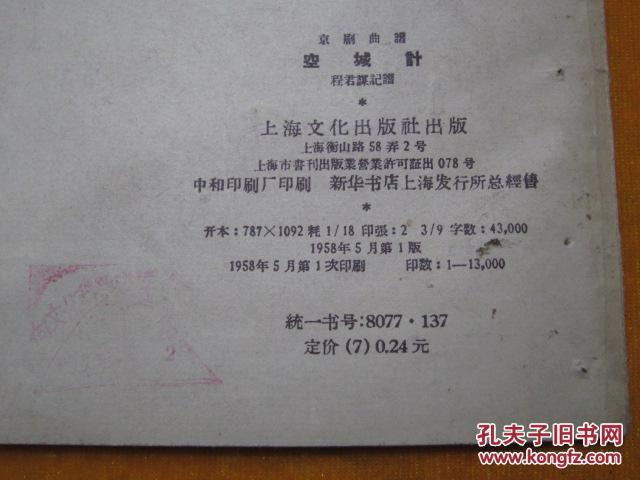 京剧曲譜
空城計
程君謀記譜
*
上海文化出版社出版
上海衡山路58弄2号
上海市書刊出版業營業許可証出078号
中和印刷厂印刷 新华书店上海发行所总經售
*
开本:787×1092 耗1/18 印張:2 3/9 字数:43,000
1958年5月第1版
1958年5月第1次印刷 印数:1—13,000
統一书号:8077·137
定价(7)0.24元
2
孔夫子旧书网
www.kongfz.com